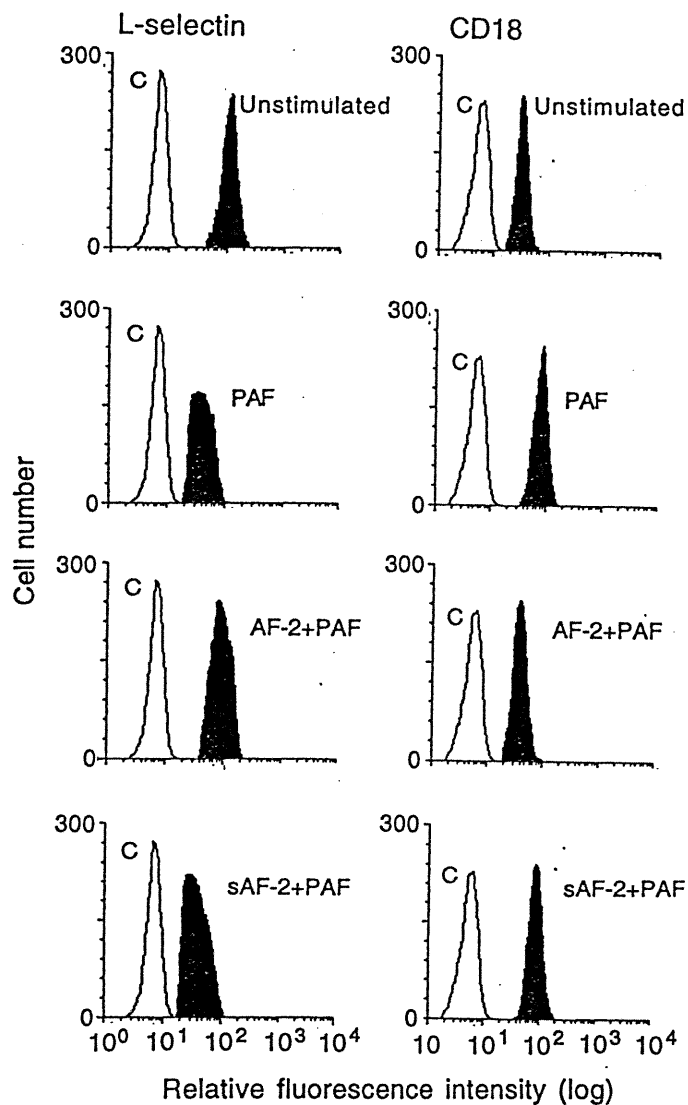 L-selectin CD18
300 300
C Unstimulated C Unstimulated
0 0
300 300
C PAF C PAF
0 0
Cell number
300 300
C AF-2+PAF C AF-2+PAF
0 0
300 300
C sAF-2+PAF C sAF-2+PAF
0 0
10⁰ 10¹ 10² 10³ 10⁴ 10 10¹ 10² 10³ 10⁴
Relative fluorescence intensity (log)